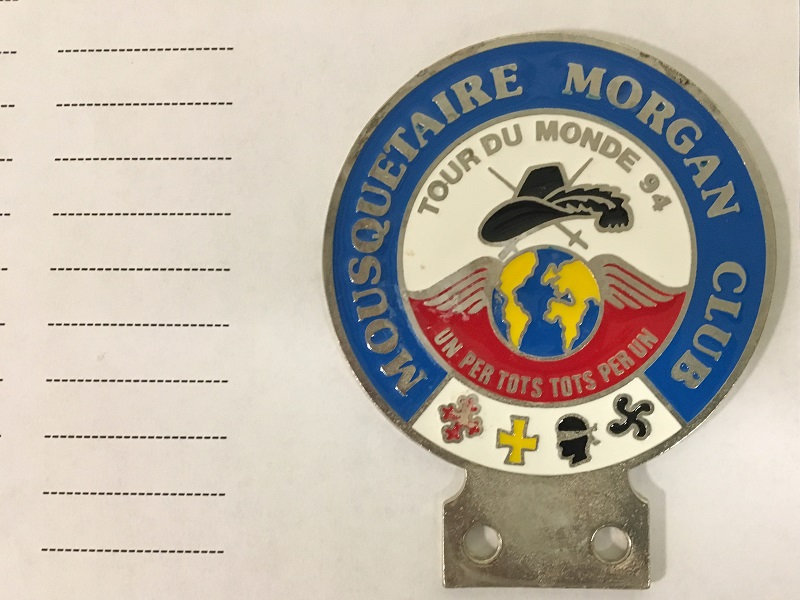 MOUSQUETAIRE MORGAN CLUB
TOUR DU MONDE 94
UN PER TOTS TOTS PER UN